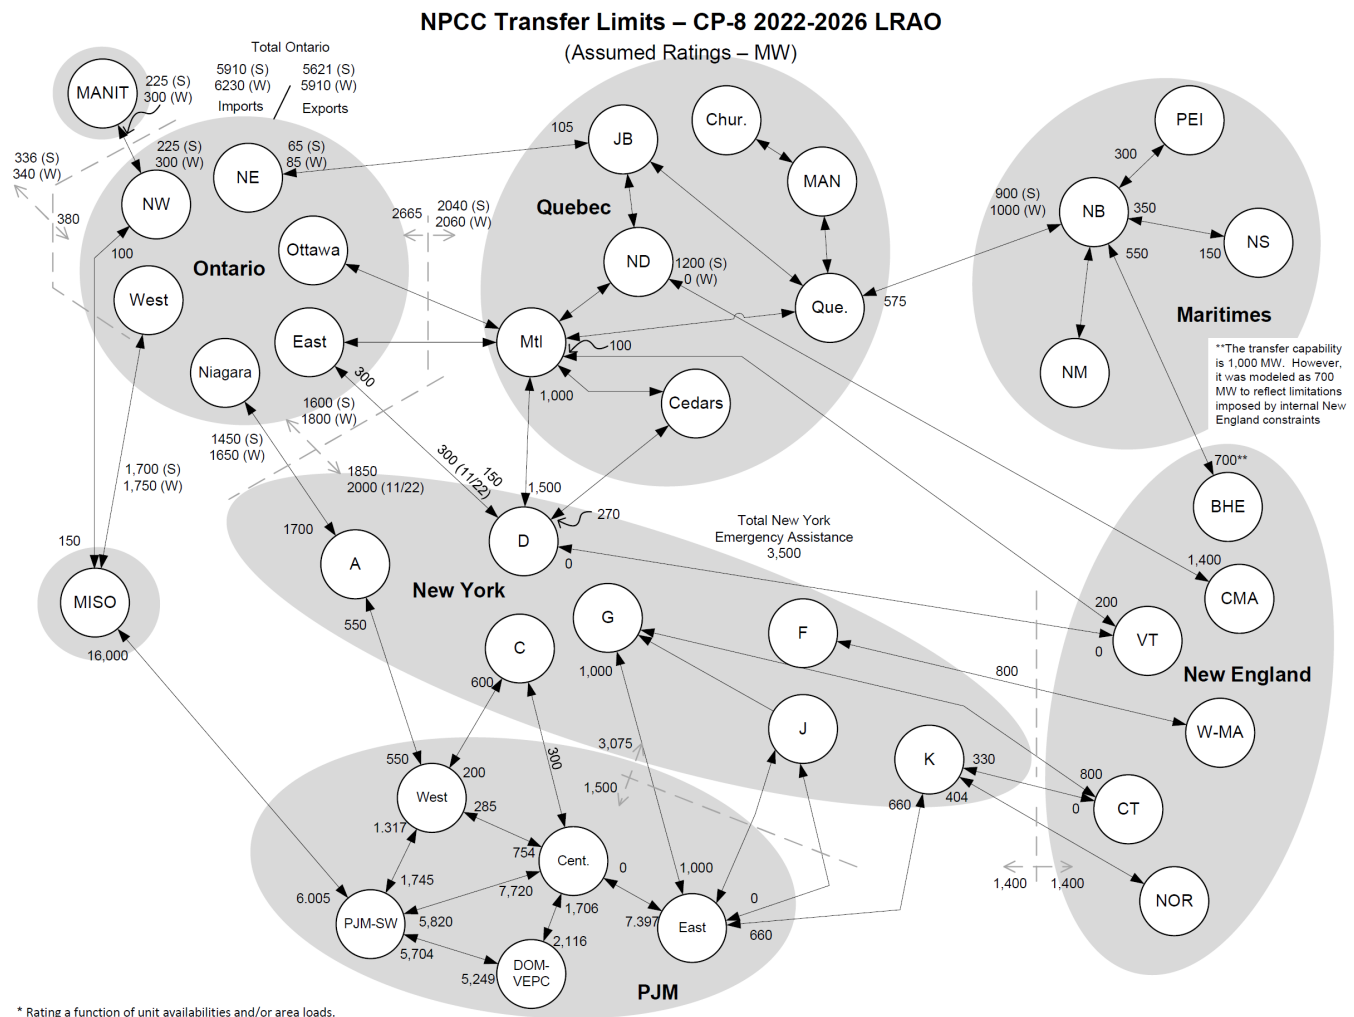 NPCC Transfer Limits – CP-8 2022-2026 LRAO
(Assumed Ratings – MW)
Total Ontario
5910 (S)
6230 (W)
Imports
5621 (S)
5910 (W)
Exports
MANIT
225 (S)
300 (W)
336 (S)
340 (W)
380
225 (S)
300 (W)
NW
100
65 (S)
85 (W)
NE
Ottawa
Ontario
West
East
Niagara
300
2665
2040 (S)
2060 (W)
105
JB
Chur.
MAN
Quebec
ND
1200 (S)
0 (W)
Que.
575
Mtl
100
1,000
Cedars
PEI
300
900 (S)
1000 (W)
NB
350
550
NS
150
Maritimes
NM
**The transfer capability
is 1,000 MW. However,
it was modeled as 700
MW to reflect limitations
imposed by internal New
England constraints
1600 (S)
1800 (W)
1450 (S)
1650 (W)
1850
2000 (11/22)
1,700 (S)
1,750 (W)
150
MISO
16,000
1700
A
550
300 (11/22)
150
1,500
D
270
0
Total New York
Emergency Assistance
3,500
New York
C
600
G
1,000
F
J
K
330
404
660
800
3,075
1,500
300
700**
BHE
1,400
CMA
200
VT
0
New England
W-MA
800
0
CT
NOR
1,400
1,400
550
West
200
285
1.317
754
Cent.
0
1,745
7,720
6.005
PJM-SW
5,820
5,704
1,706
2,116
5,249
DOM-
VEPC
7.397
1,000
East
0
660
PJM
* Rating a function of unit availabilities and/or area loads.